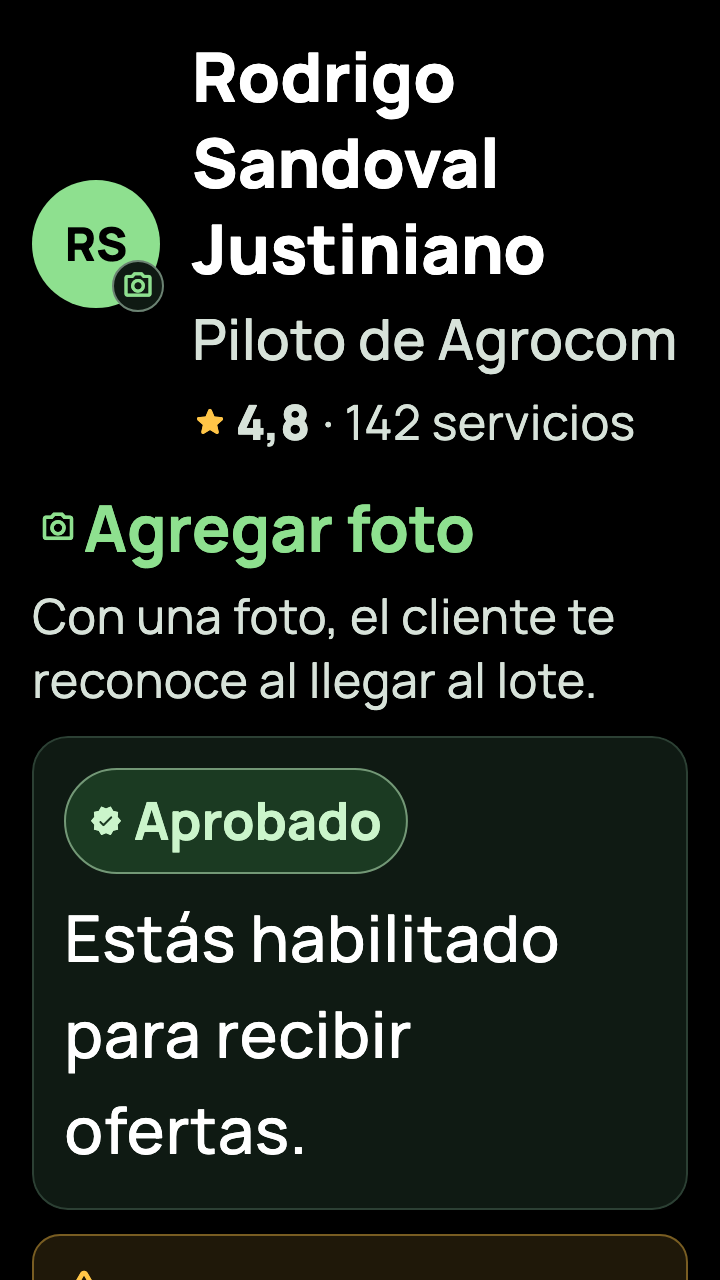 Rodrigo
Sandoval
Justiniano
RS
Piloto de Agrocom
4,8 · 142 servicios
Agregar foto
Con una foto, el cliente te
reconoce al llegar al lote.
Aprobado
Estás habilitado
para recibir
ofertas.